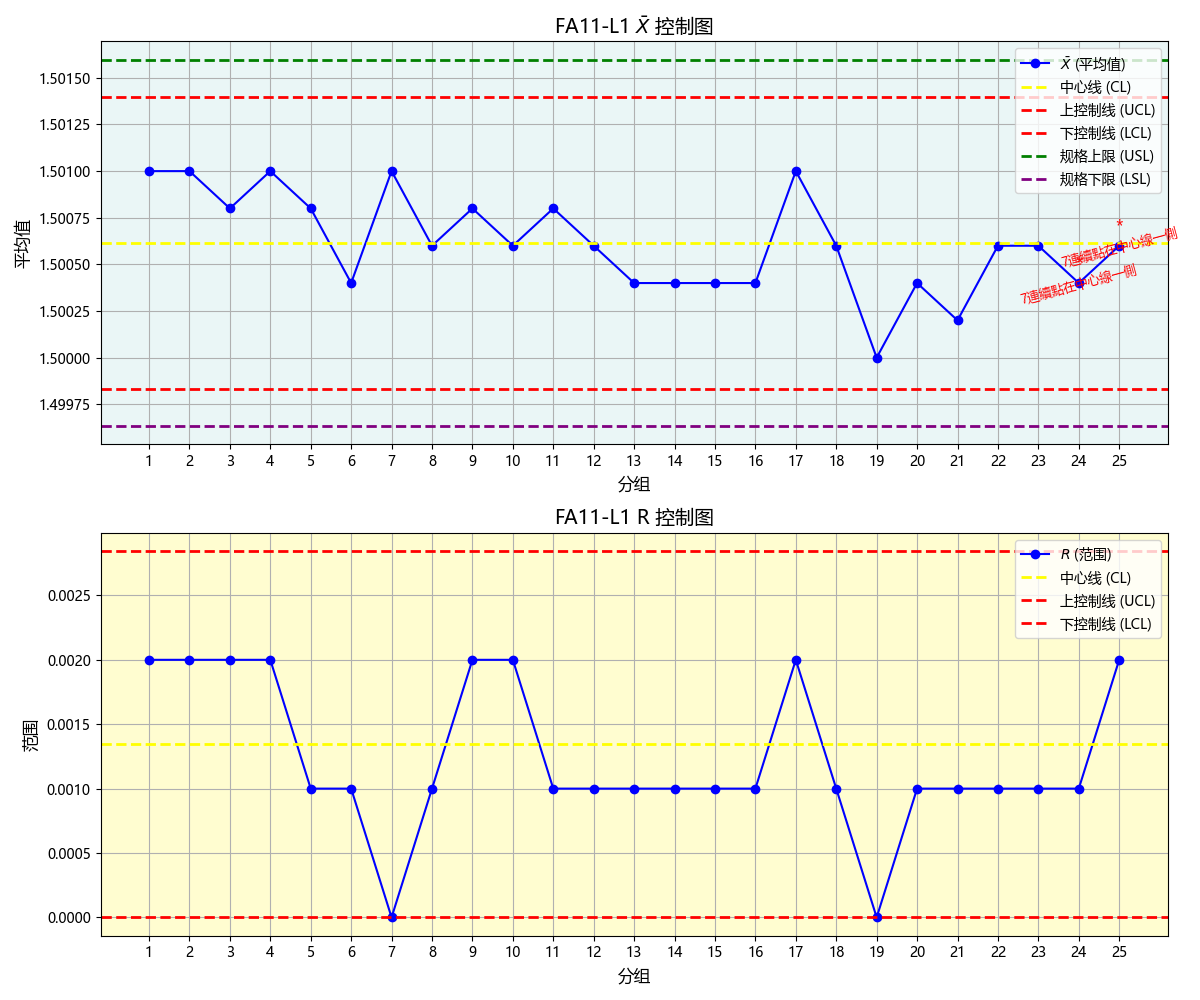 FA11-L1 X̄ 控制图
平均值
1.50150
1.50125
1.50100
1.50075
1.50050
1.50025
1.50000
1.49975
X̄ (平均值)
中心线 (CL)
上控制线 (UCL)
下控制线 (LCL)
规格上限 (USL)
规格下限 (LSL)
*
7連續點在中心線一側
*
7連續點在中心線一側
1 2 3 4 5 6 7 8 9 10 11 12 13 14 15 16 17 18 19 20 21 22 23 24 25
分组
FA11-L1 R 控制图
范围
0.0025
0.0020
0.0015
0.0010
0.0005
0.0000
R (范围)
中心线 (CL)
上控制线 (UCL)
下控制线 (LCL)
1 2 3 4 5 6 7 8 9 10 11 12 13 14 15 16 17 18 19 20 21 22 23 24 25
分组